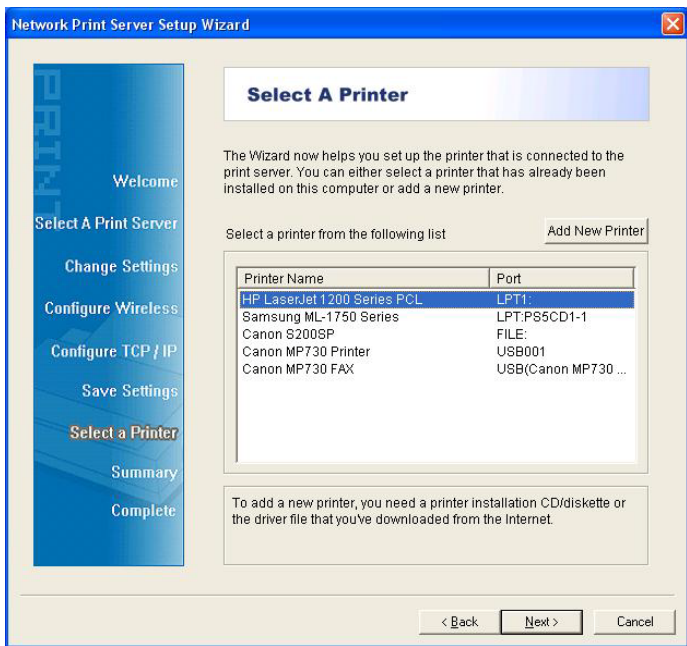 Network Print Server Setup Wizard
PRINT
Welcome
Select A Print Server
Change Settings
Configure Wireless
Configure TCP / IP
Save Settings
Select a Printer
Summary
Complete
Select A Printer
The Wizard now helps you set up the printer that is connected to the
print server. You can either select a printer that has already been
installed on this computer or add a new printer.
Select a printer from the following list
Add New Printer
Printer Name Port
HP LaserJet 1200 Series PCL LPT1:
Samsung ML-1750 Series LPT:PS5CD1-1
Canon S200SP FILE:
Canon MP730 Printer USB001
Canon MP730 FAX USB(Canon MP730 ...
To add a new printer, you need a printer installation CD/diskette or
the driver file that you've downloaded from the Internet.
< Back Next > Cancel